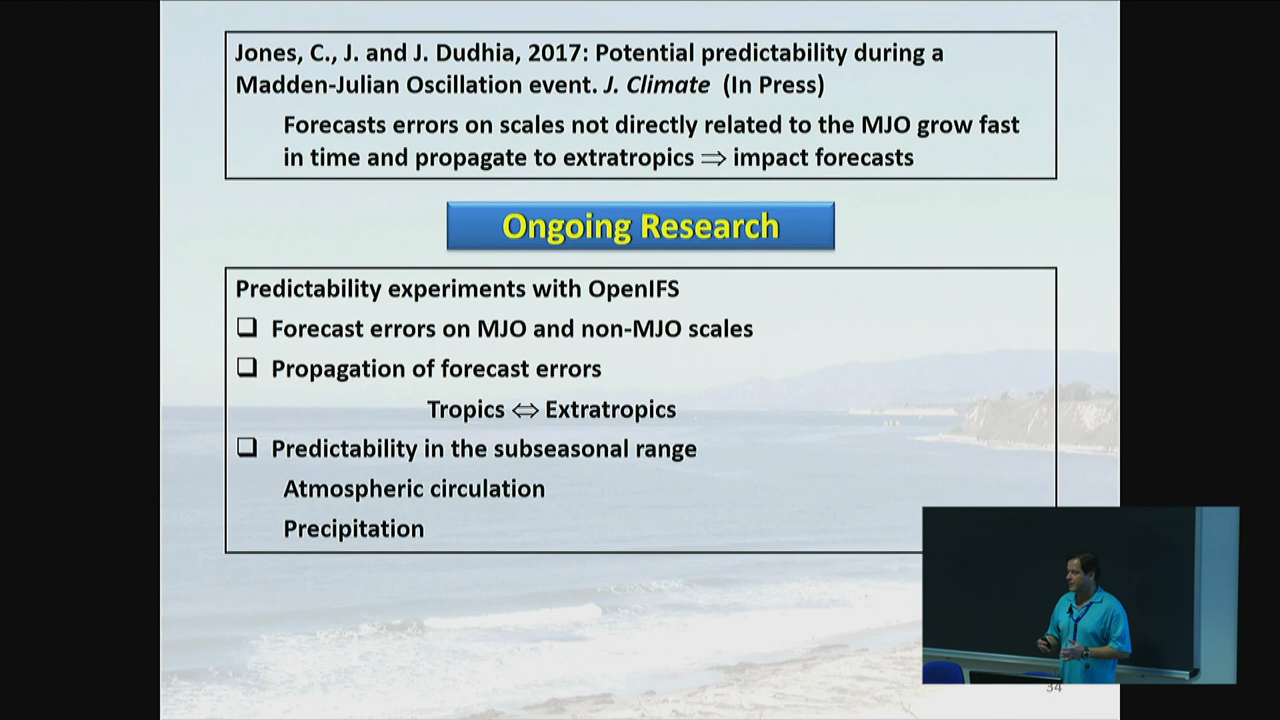 Jones, C., J. and J. Dudhia, 2017: Potential predictability during a
Madden-Julian Oscillation event. J. Climate (In Press)
Forecasts errors on scales not directly related to the MJO grow fast
in time and propagate to extratropics ⇒ impact forecasts
Ongoing Research
Predictability experiments with OpenIFS
❑ Forecast errors on MJO and non-MJO scales
❑ Propagation of forecast errors
Tropics ⇔ Extratropics
❑ Predictability in the subseasonal range
Atmospheric circulation
Precipitation
34